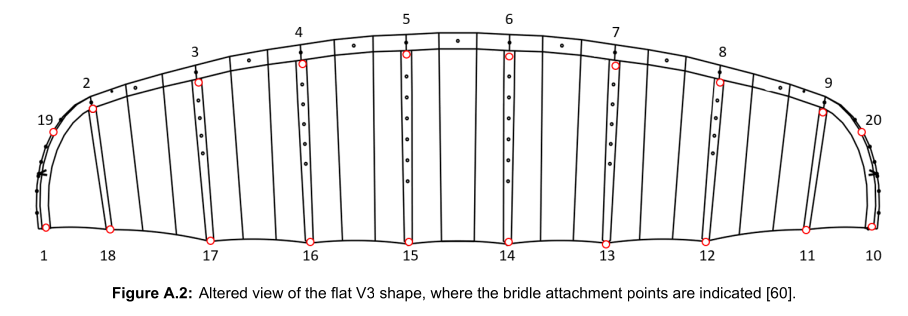 5 6
4 7
3 8
2 9
19 20
1 18 17 16 15 14 13 12 11 10
Figure A.2: Altered view of the flat V3 shape, where the bridle attachment points are indicated [60].